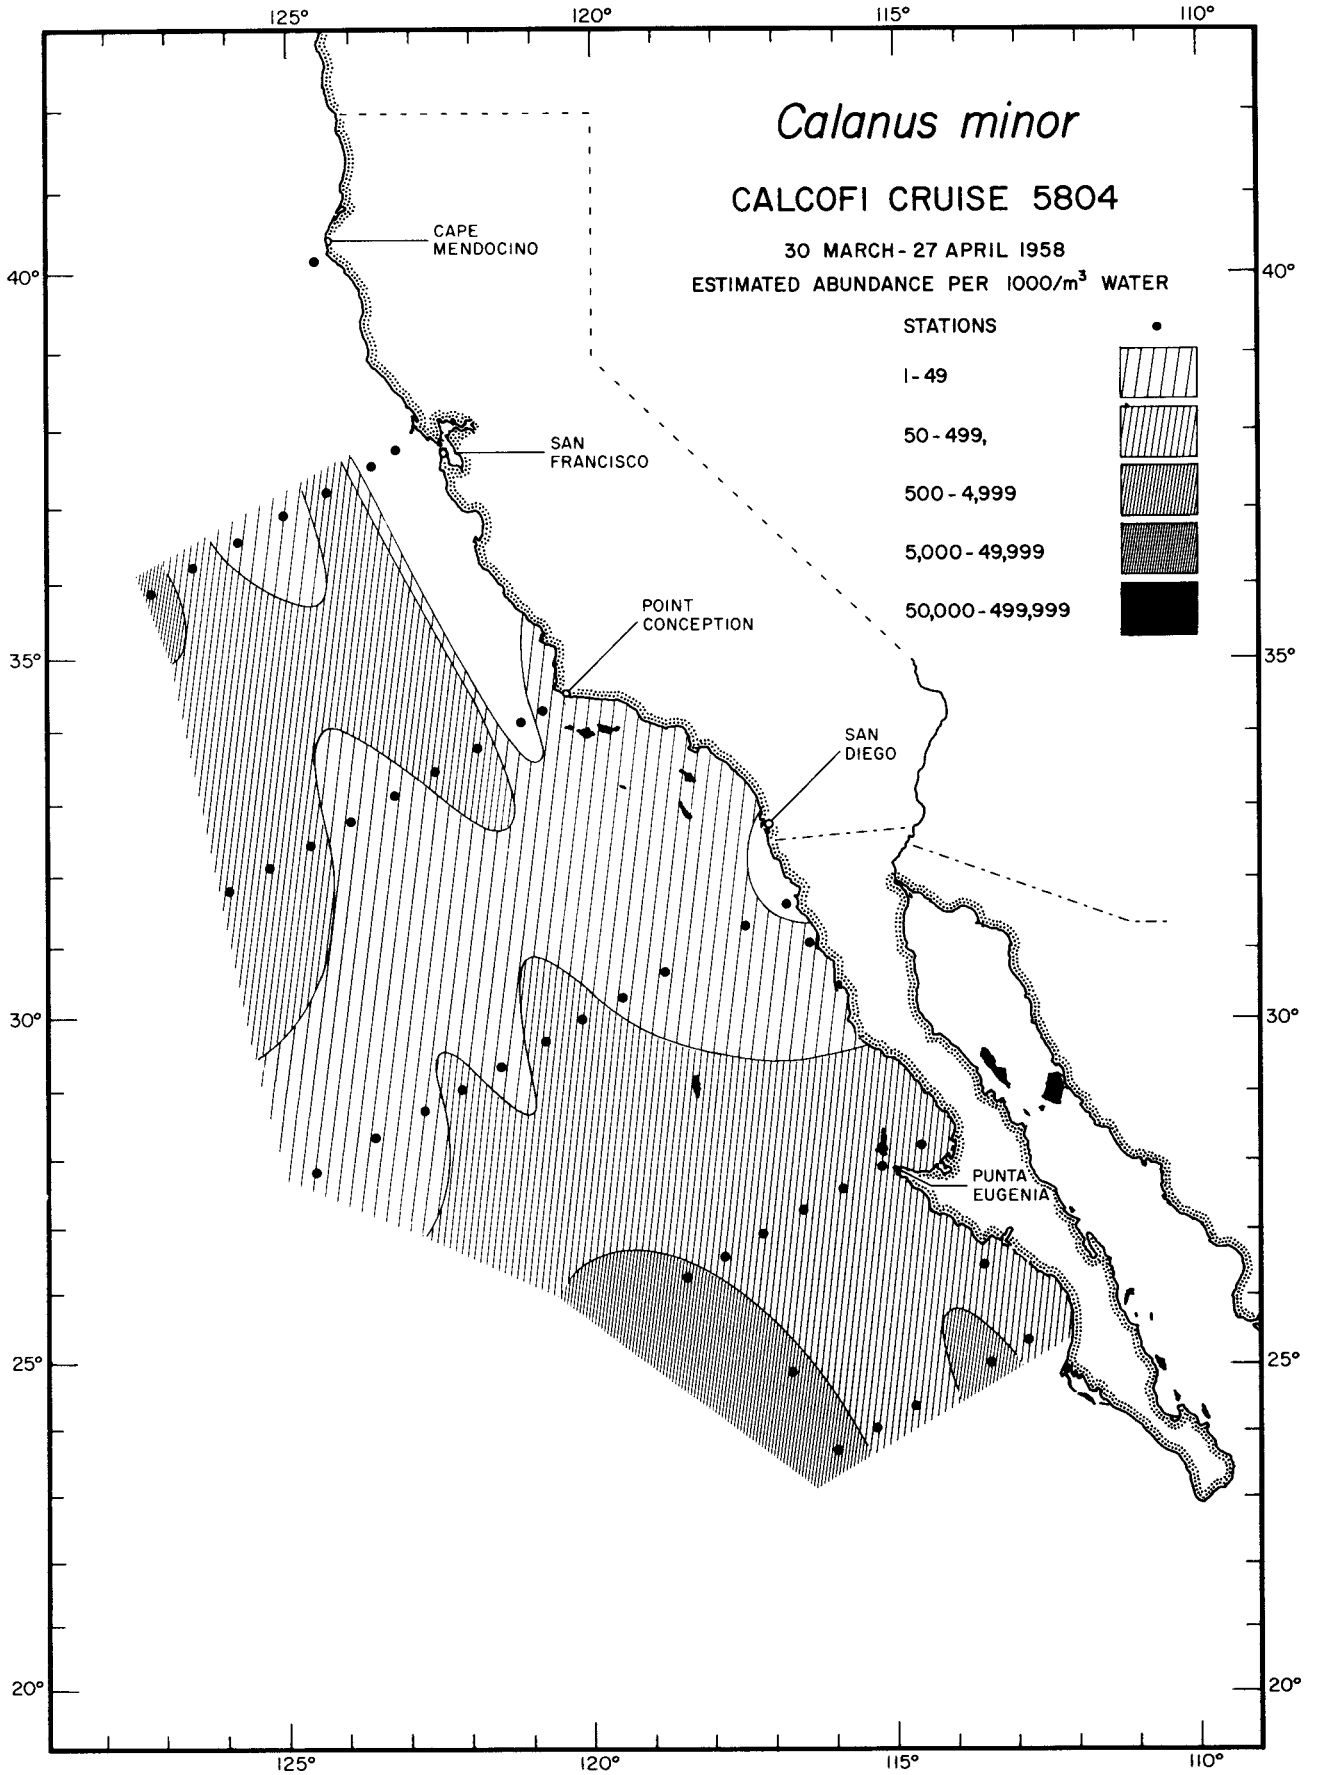 125° 120° 115° 110°
Calanus minor
CALCOFI CRUISE 5804
30 MARCH - 27 APRIL 1958
ESTIMATED ABUNDANCE PER 1000/m³ WATER
STATIONS
1 - 49
50 - 499,
500 - 4,999
5,000 - 49,999
50,000 - 499,999
CAPE
MENDOCINO
40° 40°
SAN
FRANCISCO
POINT
CONCEPTION
35° 35°
SAN
DIEGO
30° 30°
PUNTA
EUGENIA
25° 25°
20° 20°
125° 120° 115° 110°